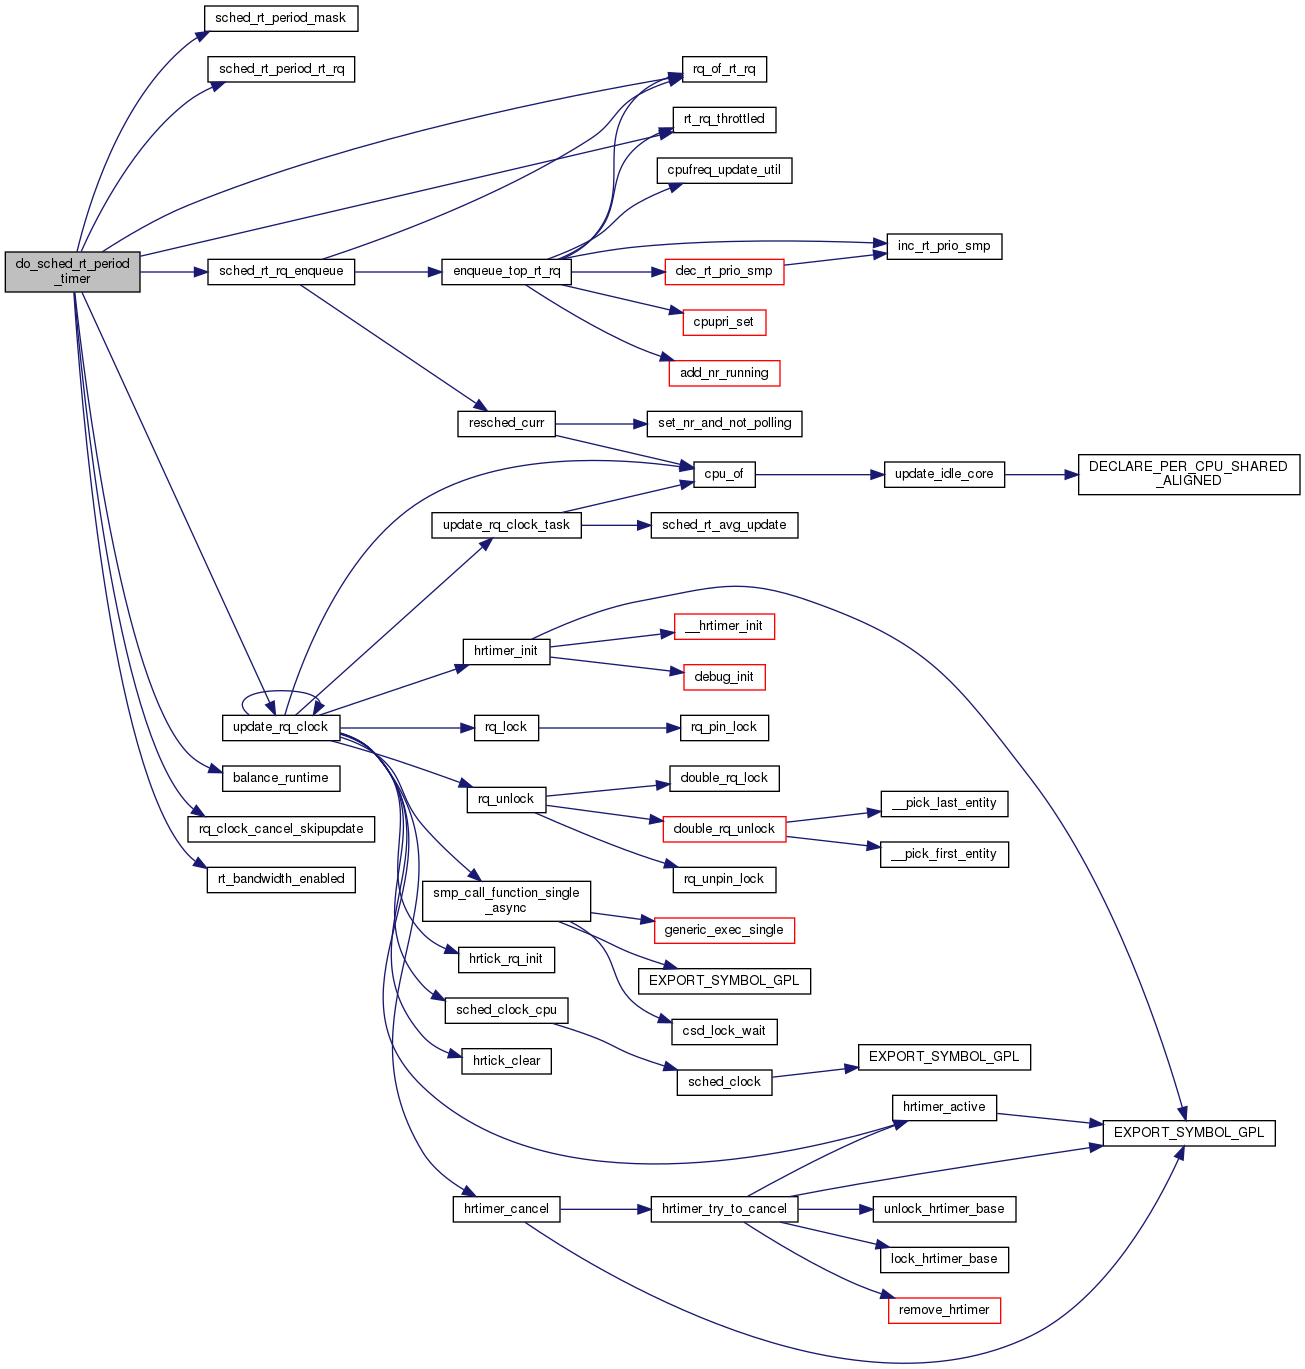 do_sched_rt_period
_timer
sched_rt_period_mask
sched_rt_period_rt_rq
sched_rt_rq_enqueue
update_rq_clock
balance_runtime
rq_clock_cancel_skipupdate
rt_bandwidth_enabled
enqueue_top_rt_rq
resched_curr
update_rq_clock_task
hrtimer_init
rq_lock
rq_unlock
smp_call_function_single
_async
hrtick_rq_init
sched_clock_cpu
hrtick_clear
hrtimer_cancel
rq_of_rt_rq
rt_rq_throttled
cpufreq_update_util
dec_rt_prio_smp
cpupri_set
add_nr_running
set_nr_and_not_polling
cpu_of
sched_rt_avg_update
__hrtimer_init
debug_init
rq_pin_lock
double_rq_lock
double_rq_unlock
rq_unpin_lock
generic_exec_single
EXPORT_SYMBOL_GPL
csd_lock_wait
sched_clock
hrtimer_try_to_cancel
inc_rt_prio_smp
update_idle_core
__pick_last_entity
__pick_first_entity
EXPORT_SYMBOL_GPL
hrtimer_active
unlock_hrtimer_base
lock_hrtimer_base
remove_hrtimer
DECLARE_PER_CPU_SHARED
_ALIGNED
EXPORT_SYMBOL_GPL